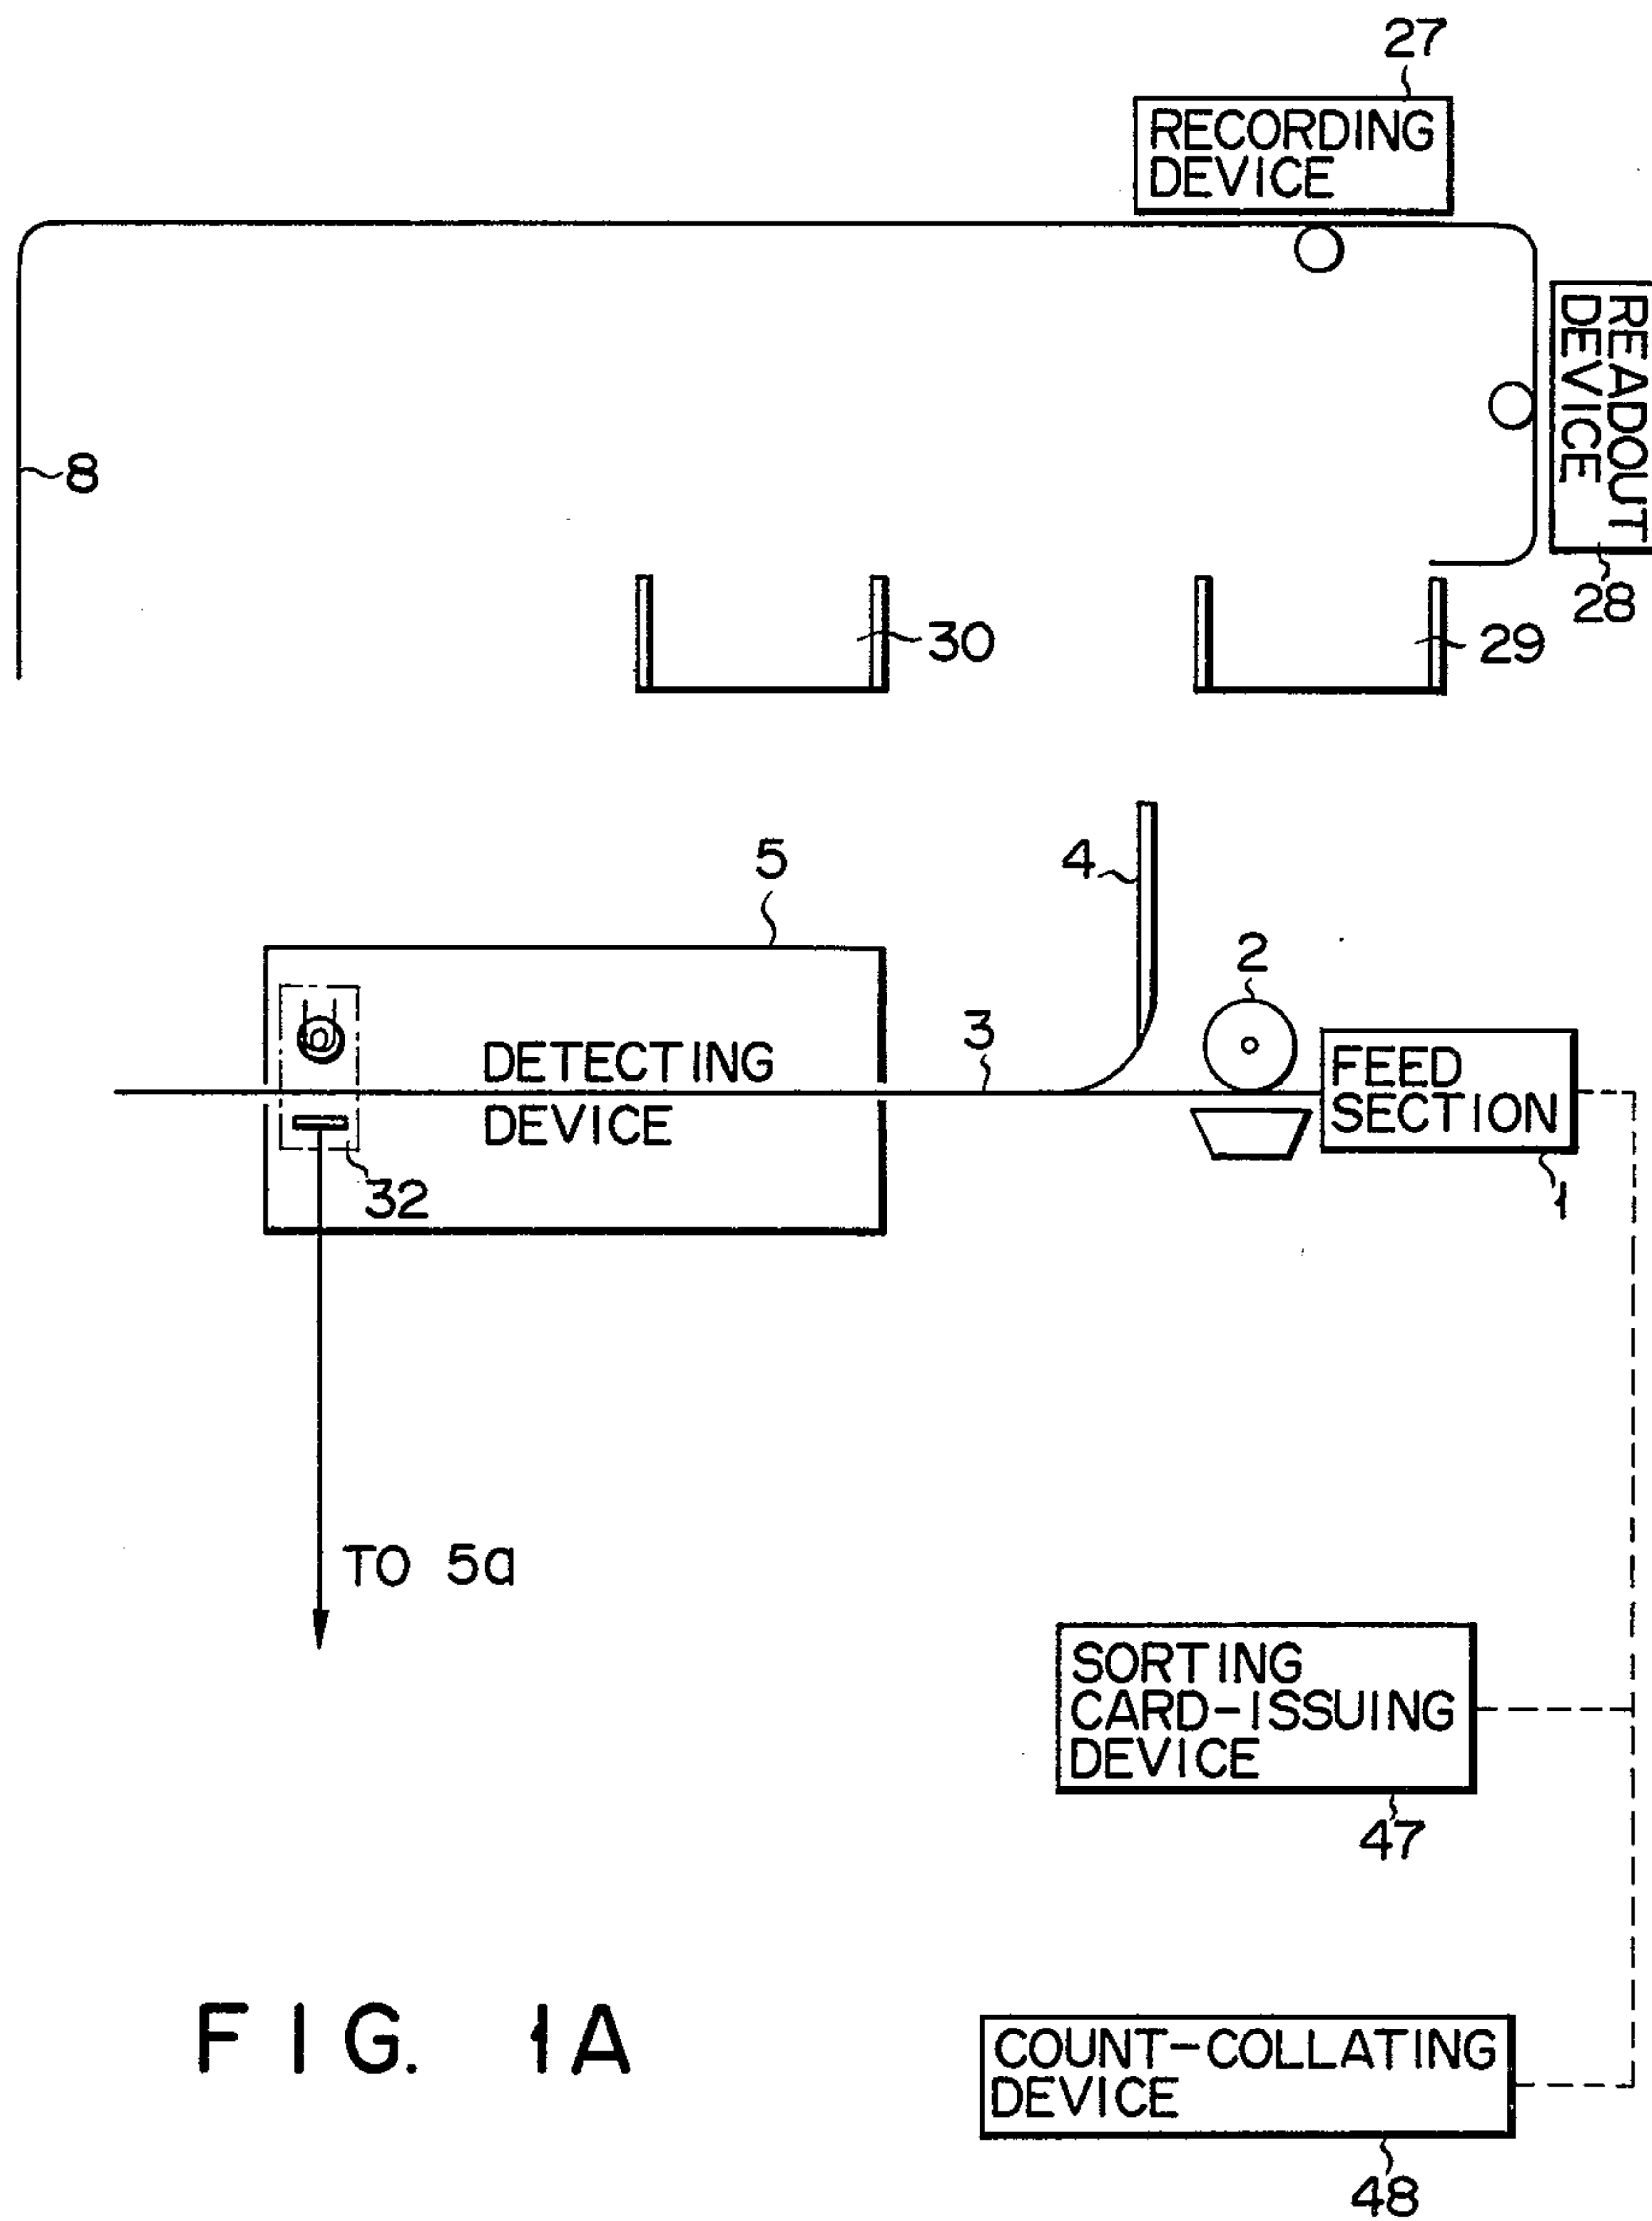 27
RECORDING
DEVICE
READOUT
DEVICE
28
8
30
29
5
4
2
3
DETECTING
DEVICE
FEED
SECTION
1
32
TO 5a
SORTING
CARD-ISSUING
DEVICE
47
FIG. 1A
COUNT-COLLATING
DEVICE
48